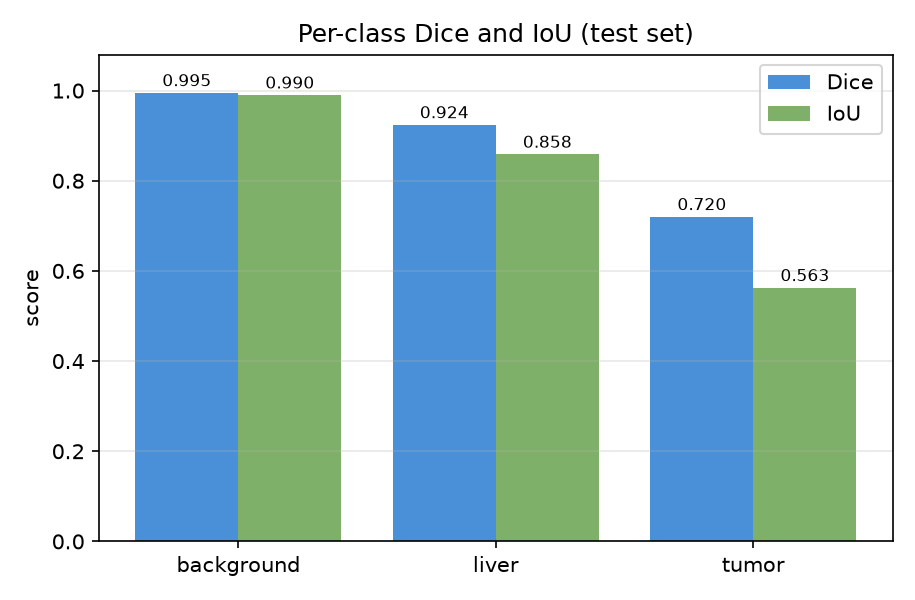 Per-class Dice and IoU (test set)
Dice
IoU
0.995
0.990
0.924
0.858
0.720
0.563
1.0
0.8
0.6
0.4
0.2
0.0
score
background
liver
tumor